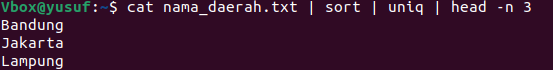 Vbox@yusuf:~$ cat nama_daerah.txt | sort | uniq | head -n 3
Bandung
Jakarta
Lampung